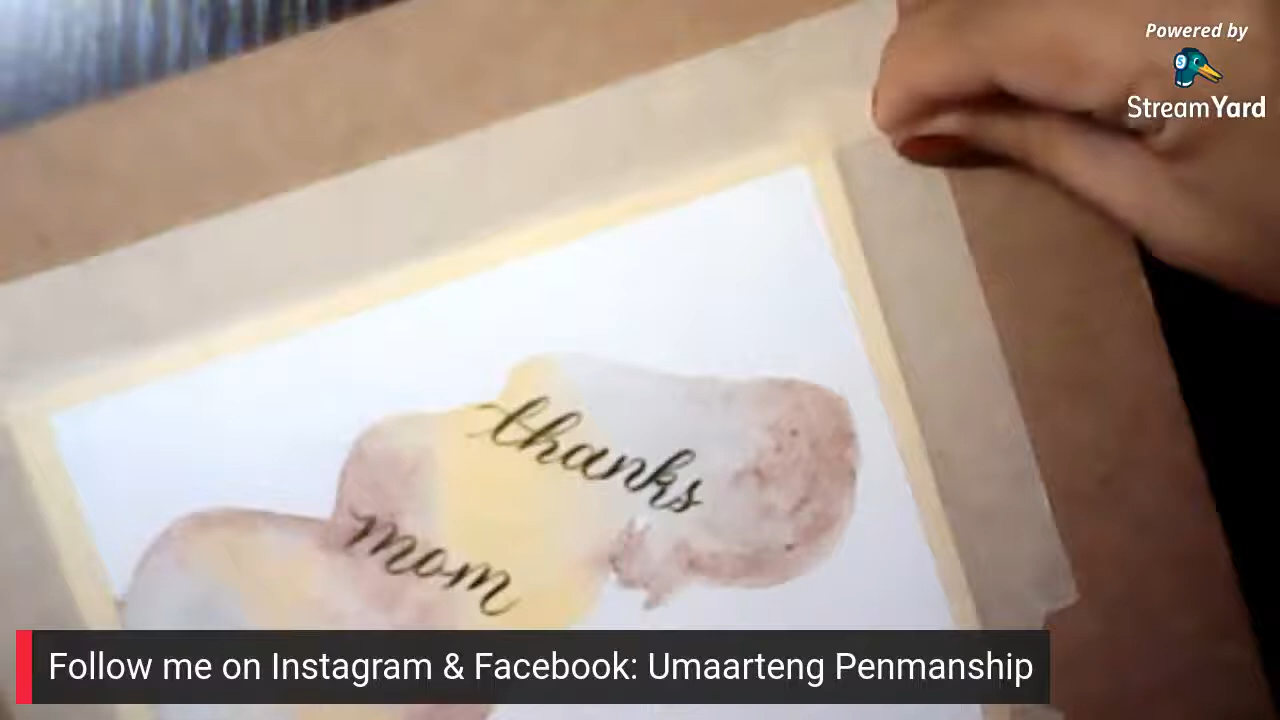 Powered by
StreamYard
thanks
mom
Follow me on Instagram & Facebook: Umaarteng Penmanship